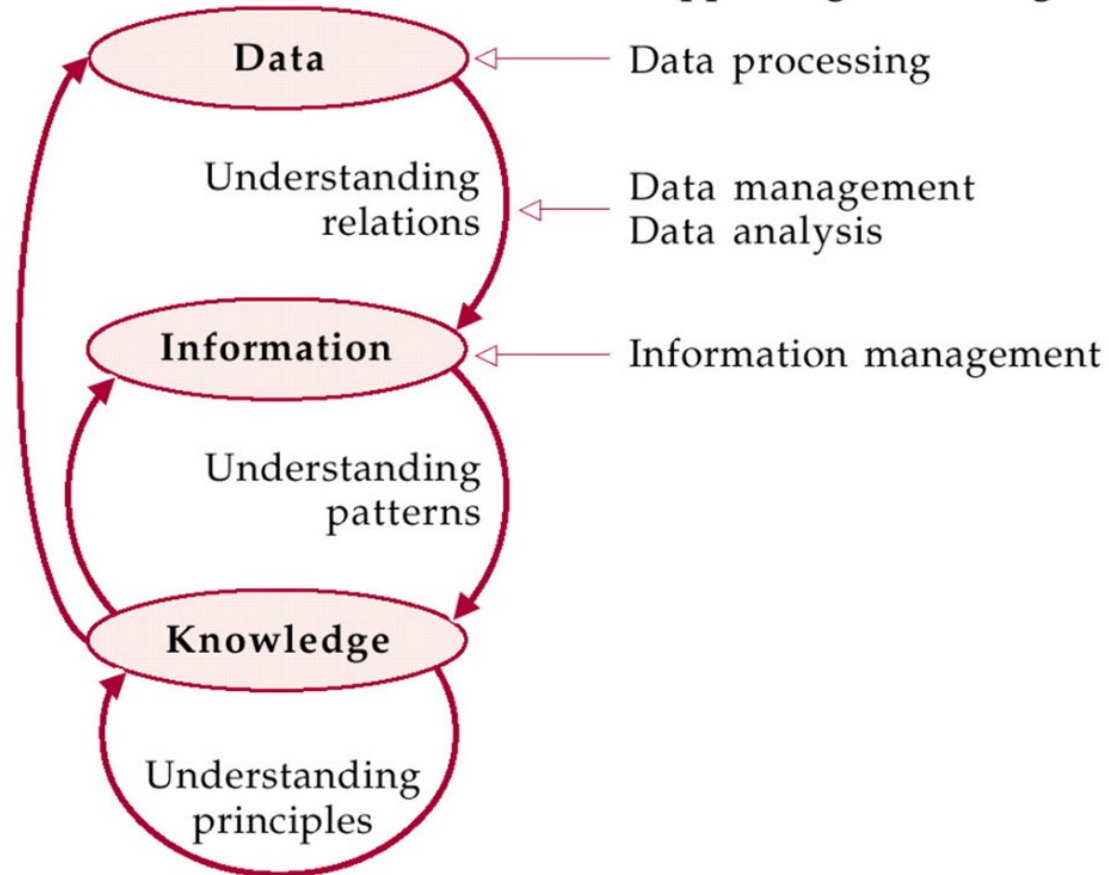 Data
Data processing
Understanding
relations
Data management
Data analysis
Information
Information management
Understanding
patterns
Knowledge
Understanding
principles